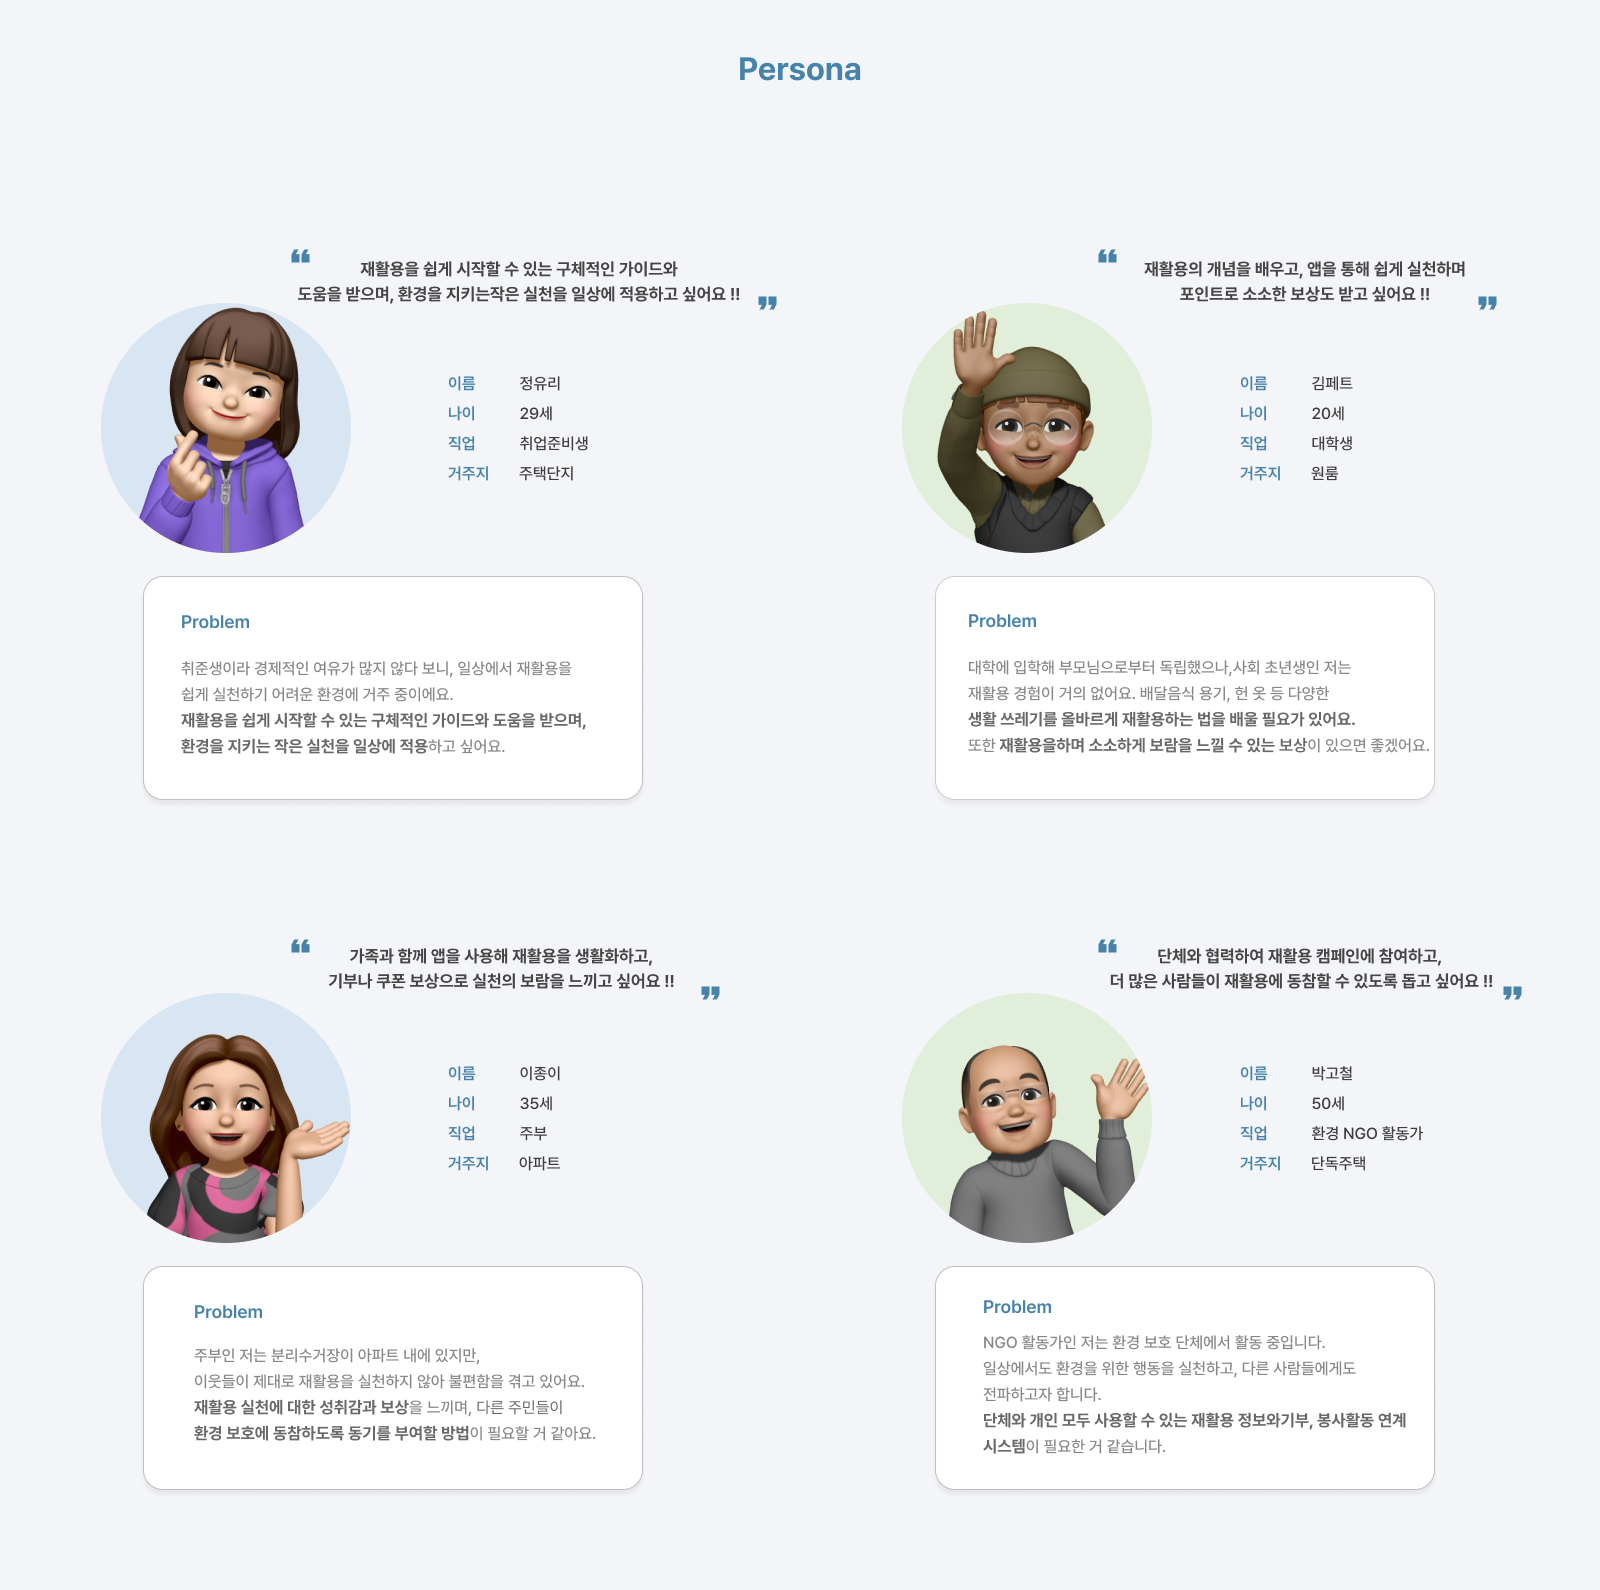 Persona
❝
재활용을 쉽게 시작할 수 있는 구체적인 가이드와
도움을 받으며, 환경을 지키는작은 실천을 일상에 적용하고 싶어요 !!
❞
이름 정유리
나이 29세
직업 취업준비생
거주지 주택단지
Problem
취준생이라 경제적인 여유가 많지 않다 보니, 일상에서 재활용을
쉽게 실천하기 어려운 환경에 거주 중이에요.
재활용을 쉽게 시작할 수 있는 구체적인 가이드와 도움을 받으며,
환경을 지키는 작은 실천을 일상에 적용하고 싶어요.
❝
재활용의 개념을 배우고, 앱을 통해 쉽게 실천하며
포인트로 소소한 보상도 받고 싶어요 !!
❞
이름 김페트
나이 20세
직업 대학생
거주지 원룸
Problem
대학에 입학해 부모님으로부터 독립했으나,사회 초년생인 저는
재활용 경험이 거의 없어요. 배달음식 용기, 헌 옷 등 다양한
생활 쓰레기를 올바르게 재활용하는 법을 배울 필요가 있어요.
또한 재활용을하며 소소하게 보람을 느낄 수 있는 보상이 있으면 좋겠어요.
❝
가족과 함께 앱을 사용해 재활용을 생활화하고,
기부나 쿠폰 보상으로 실천의 보람을 느끼고 싶어요 !!
❞
이름 이종이
나이 35세
직업 주부
거주지 아파트
Problem
주부인 저는 분리수거장이 아파트 내에 있지만,
이웃들이 제대로 재활용을 실천하지 않아 불편함을 겪고 있어요.
재활용 실천에 대한 성취감과 보상을 느끼며, 다른 주민들이
환경 보호에 동참하도록 동기를 부여할 방법이 필요할 거 같아요.
❝
단체와 협력하여 재활용 캠페인에 참여하고,
더 많은 사람들이 재활용에 동참할 수 있도록 돕고 싶어요 !!
❞
이름 박고철
나이 50세
직업 환경 NGO 활동가
거주지 단독주택
Problem
NGO 활동가인 저는 환경 보호 단체에서 활동 중입니다.
일상에서도 환경을 위한 행동을 실천하고, 다른 사람들에게도
전파하고자 합니다.
단체와 개인 모두 사용할 수 있는 재활용 정보와기부, 봉사활동 연계
시스템이 필요한 거 같습니다.